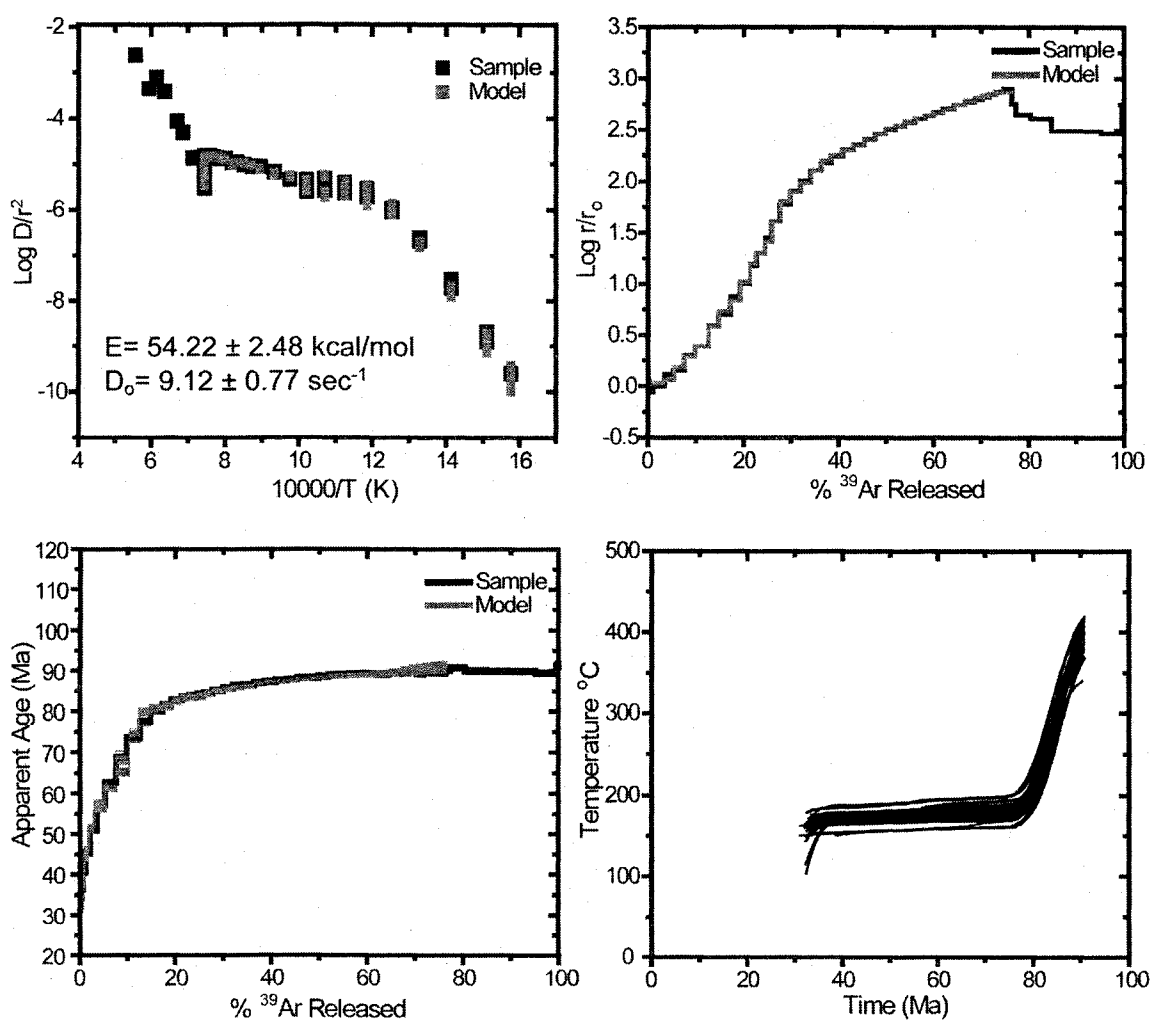 -2
-4
-6
-8
-10
Log D/r²
Sample
Model
E= 54.22 ± 2.48 kcal/mol
Dₒ= 9.12 ± 0.77 sec⁻¹
4 6 8 10 12 14 16
10000/T (K)
3.5
3.0
2.5
2.0
1.5
1.0
0.5
0.0
-0.5
Log r/rₒ
Sample
Model
0 20 40 60 80 100
% ³⁹Ar Released
120
110
100
90
80
70
60
50
40
30
20
Apparent Age (Ma)
Sample
Model
0 20 40 60 80 100
% ³⁹Ar Released
500
400
300
200
100
0
Temperature °C
0 20 40 60 80 100
Time (Ma)